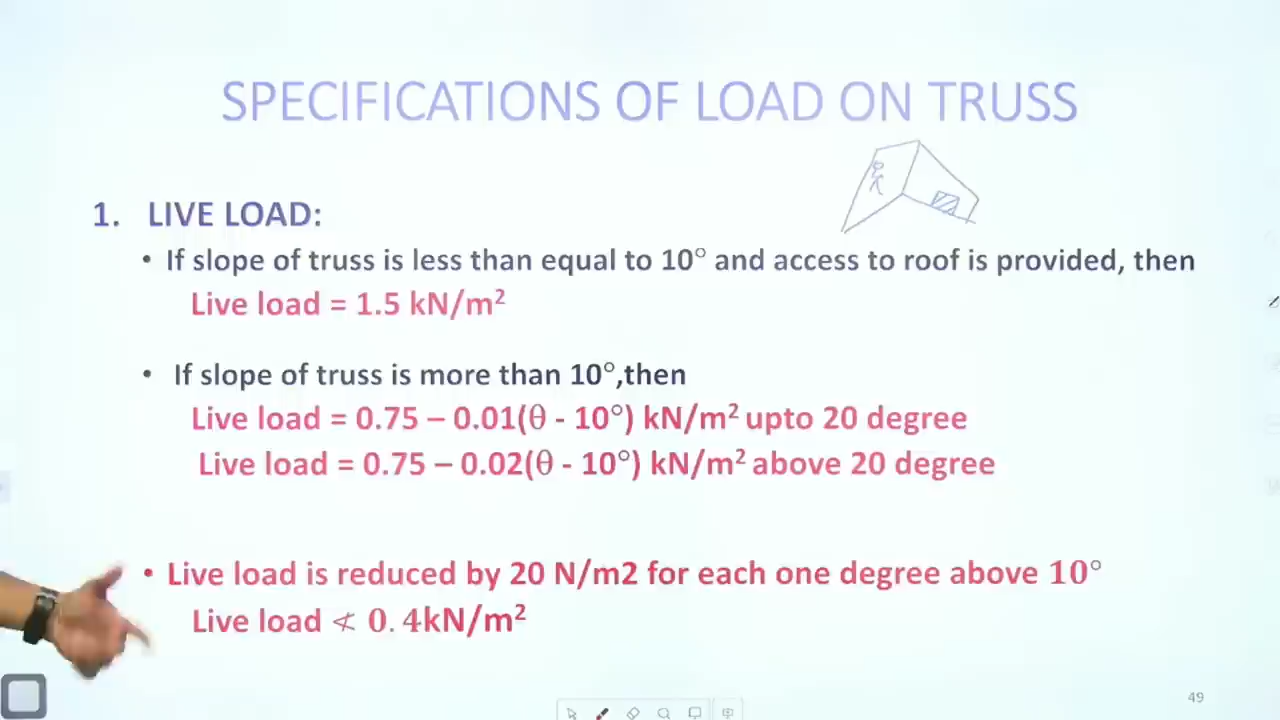 SPECIFICATIONS OF LOAD ON TRUSS
1. LIVE LOAD:
• If slope of truss is less than equal to 10° and access to roof is provided, then
Live load = 1.5 kN/m²
• If slope of truss is more than 10°,then
Live load = 0.75 – 0.01(θ - 10°) kN/m² upto 20 degree
Live load = 0.75 – 0.02(θ - 10°) kN/m² above 20 degree
• Live load is reduced by 20 N/m2 for each one degree above 10°
Live load ≮ 0.4kN/m²
49